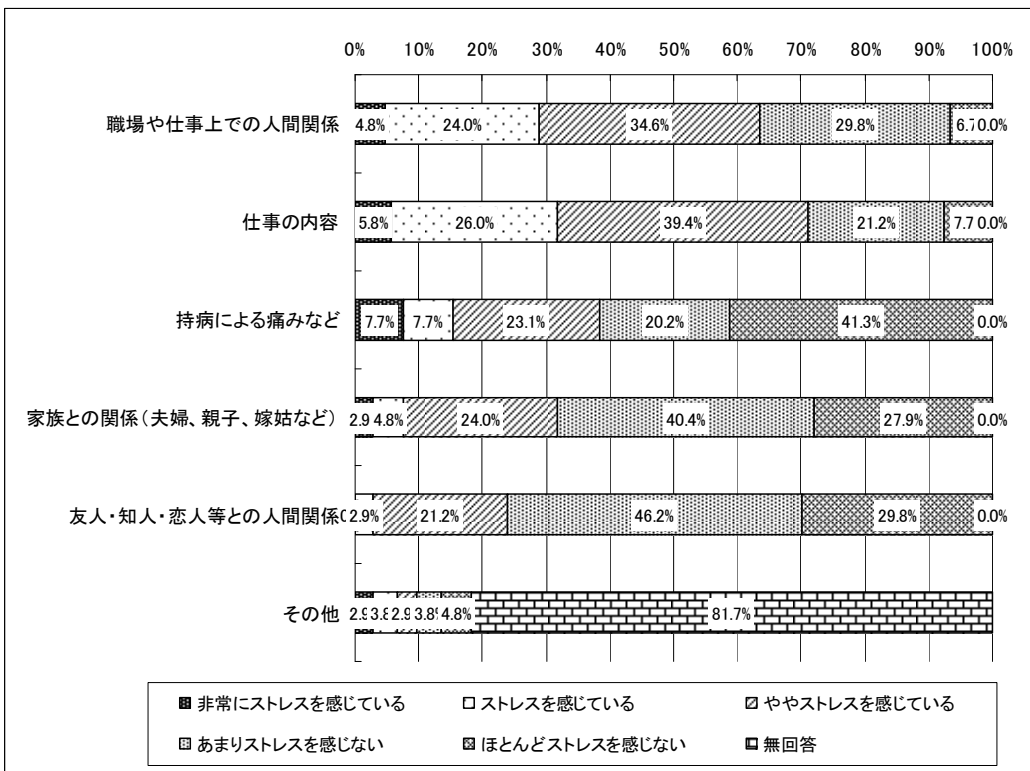 0% 10% 20% 30% 40% 50% 60% 70% 80% 90% 100%
職場や仕事上での人間関係 4.8% 24.0% 34.6% 29.8% 6.7 0.0%
仕事の内容 5.8% 26.0% 39.4% 21.2% 7.7 0.0%
持病による痛みなど 7.7% 7.7% 23.1% 20.2% 41.3% 0.0%
家族との関係(夫婦、親子、嫁姑など) 2.9 4.8% 24.0% 40.4% 27.9% 0.0%
友人・知人・恋人等との人間関係 2.9% 21.2% 46.2% 29.8% 0.0%
その他 2.9 3.8 2.9 3.8% 4.8% 81.7%
非常にストレスを感じている ストレスを感じている ややストレスを感じている
あまりストレスを感じない ほとんどストレスを感じない 無回答